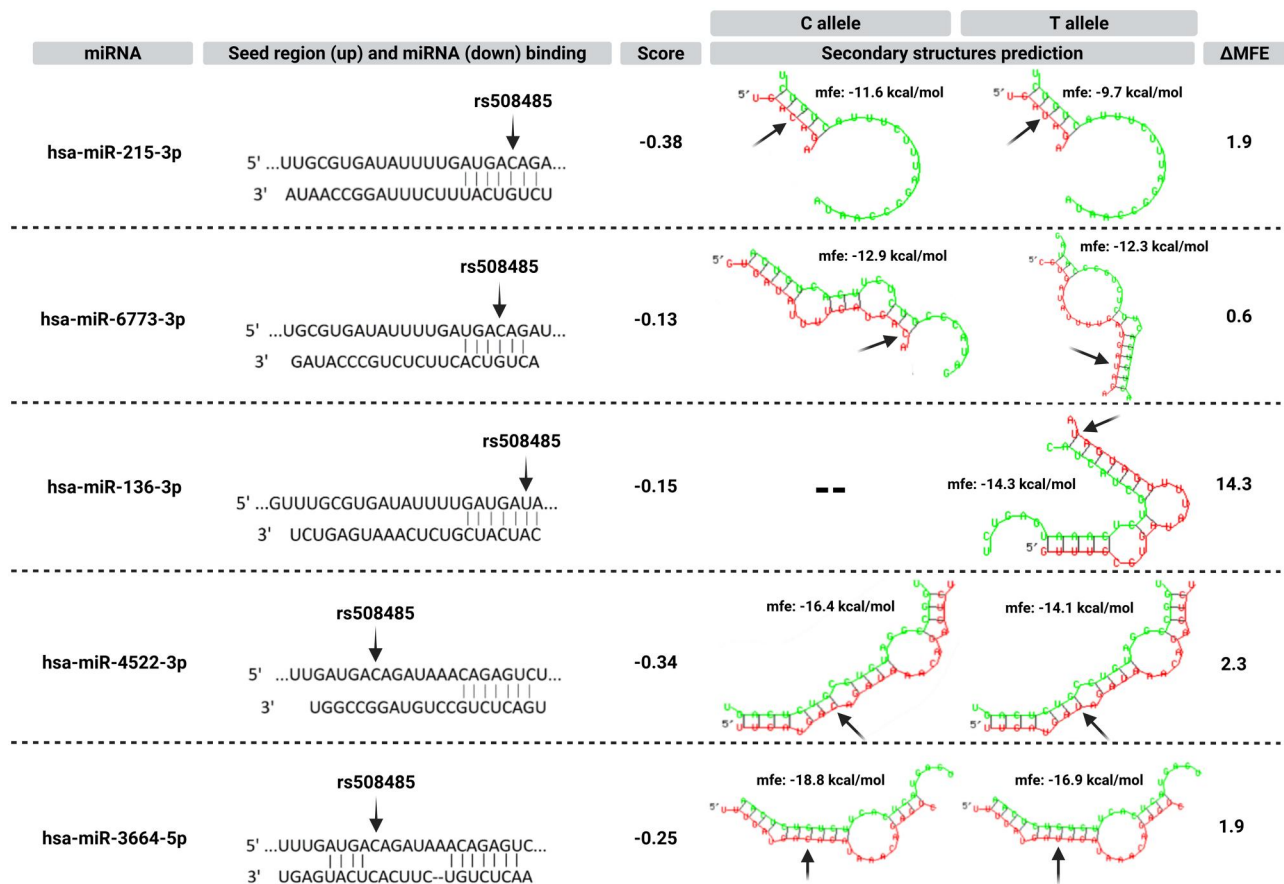 C allele T allele
miRNA Seed region (up) and miRNA (down) binding Score Secondary structures prediction ΔMFE
rs508485
mfe: -11.6 kcal/mol mfe: -9.7 kcal/mol
hsa-miR-215-3p -0.38 1.9
5' ...UUGCGUGAUAUUUUGAUGACAGA...
3' AUAACCGGAUUUCUUUACUGUCU
rs508485
mfe: -12.9 kcal/mol mfe: -12.3 kcal/mol
hsa-miR-6773-3p -0.13 0.6
5' ...UGCGUGAUAUUUUGAUGACAGAU...
3' GAUACCCGUCUCUUCACUGUCA
rs508485
hsa-miR-136-3p -0.15 -- mfe: -14.3 kcal/mol 14.3
5' ...GUUUGCGUGAUAUUUUGAUGAUA...
3' UCUGAGUAAACUCUGCUACUAC
rs508485
mfe: -16.4 kcal/mol mfe: -14.1 kcal/mol
hsa-miR-4522-3p -0.34 2.3
5' ...UUGAUGACAGAUAAACAGAGUCU...
3' UGGCCGGAUGUCCGUCUCAGU
rs508485
mfe: -18.8 kcal/mol mfe: -16.9 kcal/mol
hsa-miR-3664-5p -0.25 1.9
5' ...UUUGAUGACAGAUAAACAGAGUC...
3' UGAGUACUCACUUC--UGUCUCAA